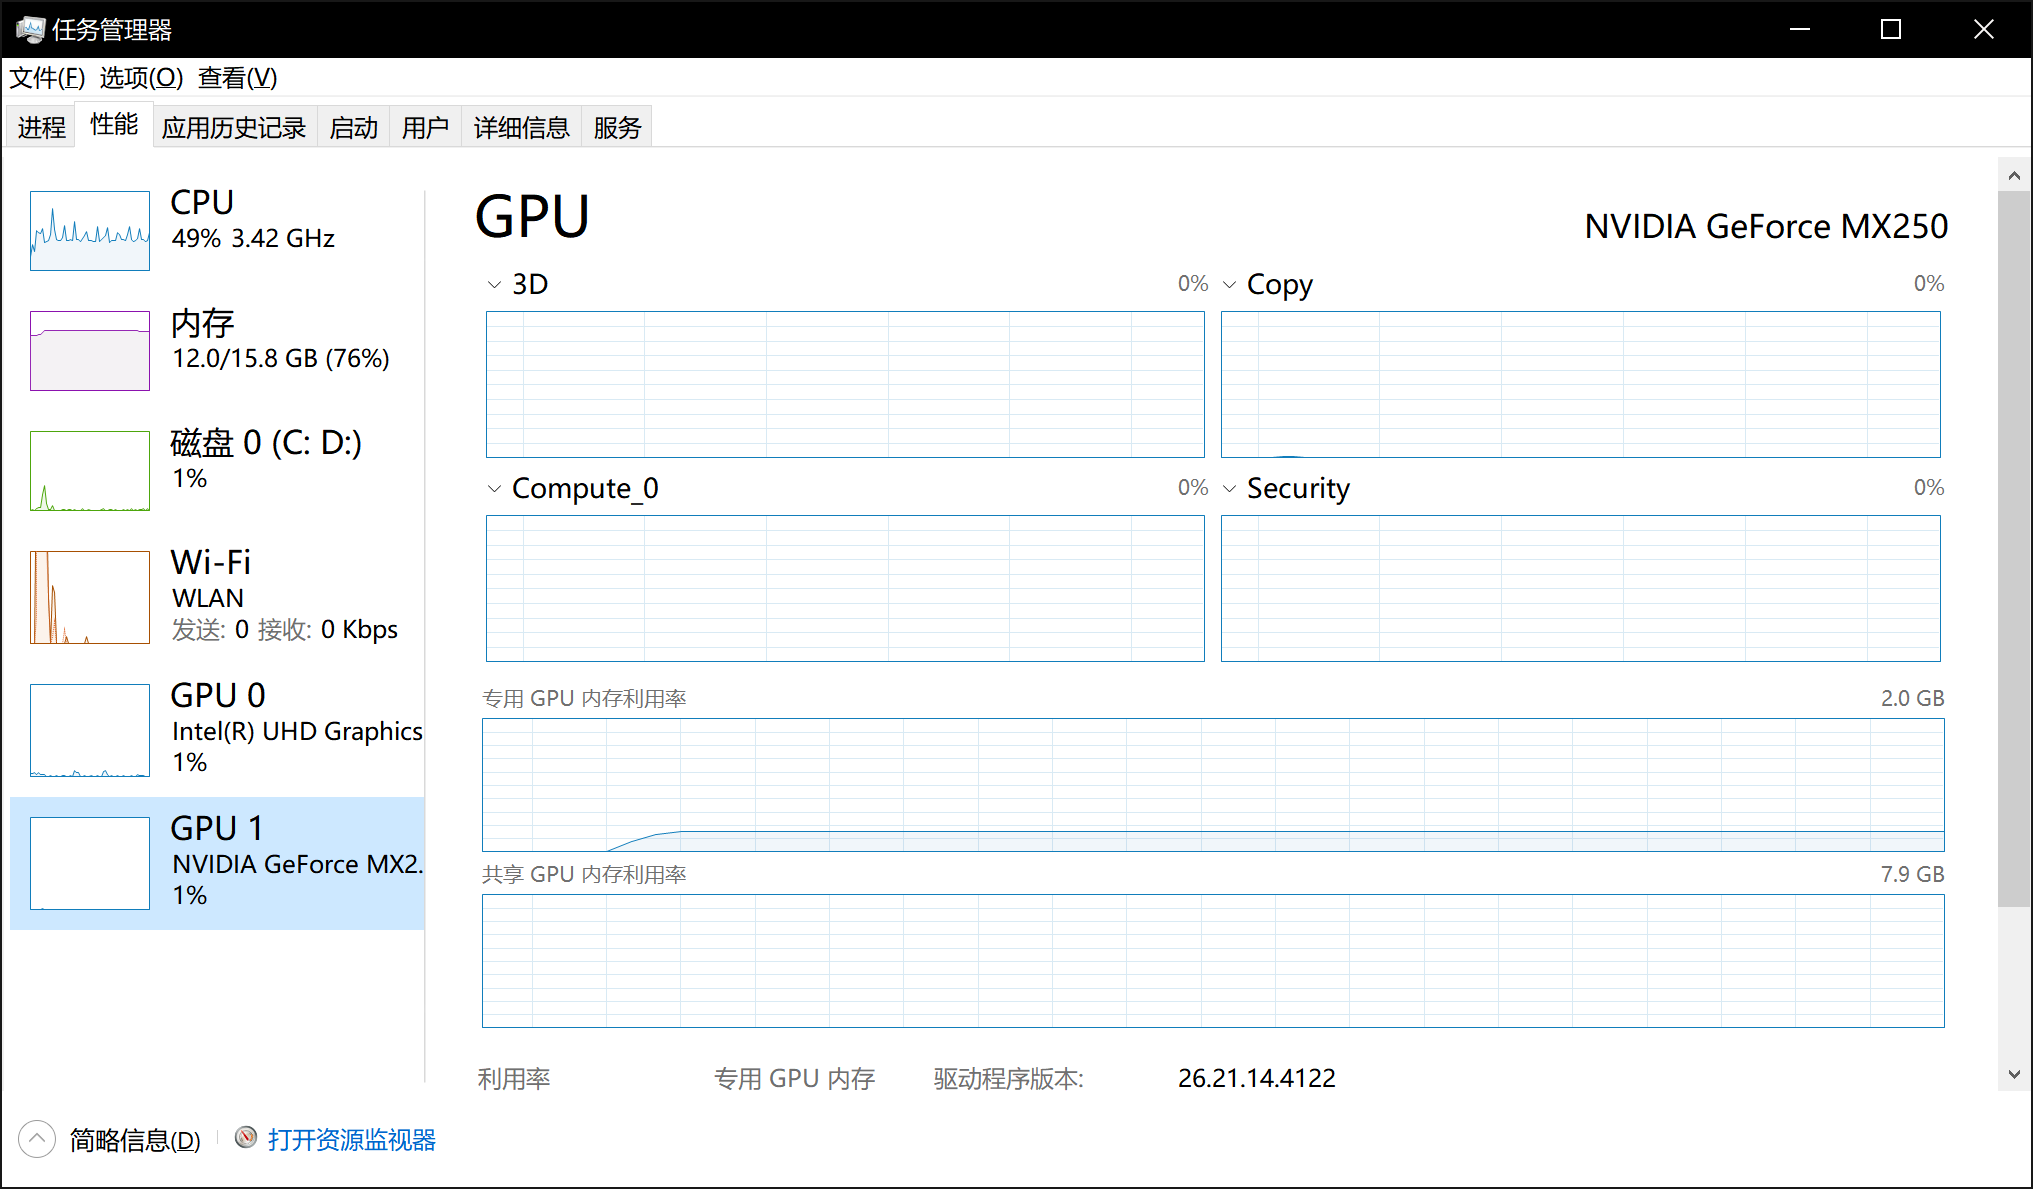 任务管理器
文件(F) 选项(O) 查看(V)
进程 性能 应用历史记录 启动 用户 详细信息 服务
CPU
49% 3.42 GHz
内存
12.0/15.8 GB (76%)
磁盘 0 (C: D:)
1%
Wi-Fi
WLAN
发送: 0 接收: 0 Kbps
GPU 0
Intel(R) UHD Graphics
1%
GPU 1
NVIDIA GeForce MX2.
1%
GPU NVIDIA GeForce MX250
3D 0% Copy 0%
Compute_0 0% Security 0%
专用 GPU 内存利用率 2.0 GB
共享 GPU 内存利用率 7.9 GB
利用率 专用 GPU 内存 驱动程序版本: 26.21.14.4122
简略信息(D) 打开资源监视器